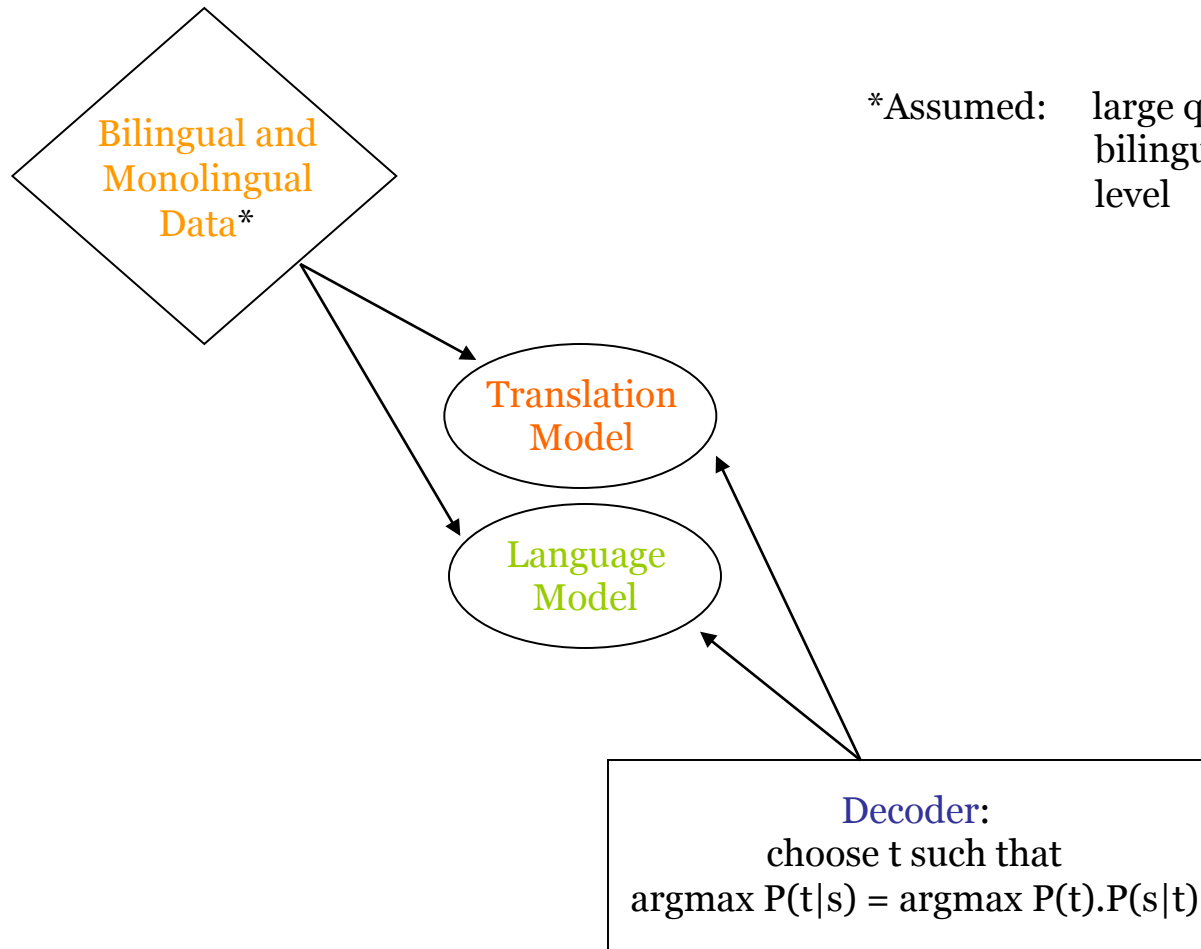 Bilingual and
Monolingual
Data*
*Assumed: large
bilingu
level
Translation
Model
Language
Model
Decoder:
choose t such that
argmax P(t|s) = argmax P(t).P(s|t)